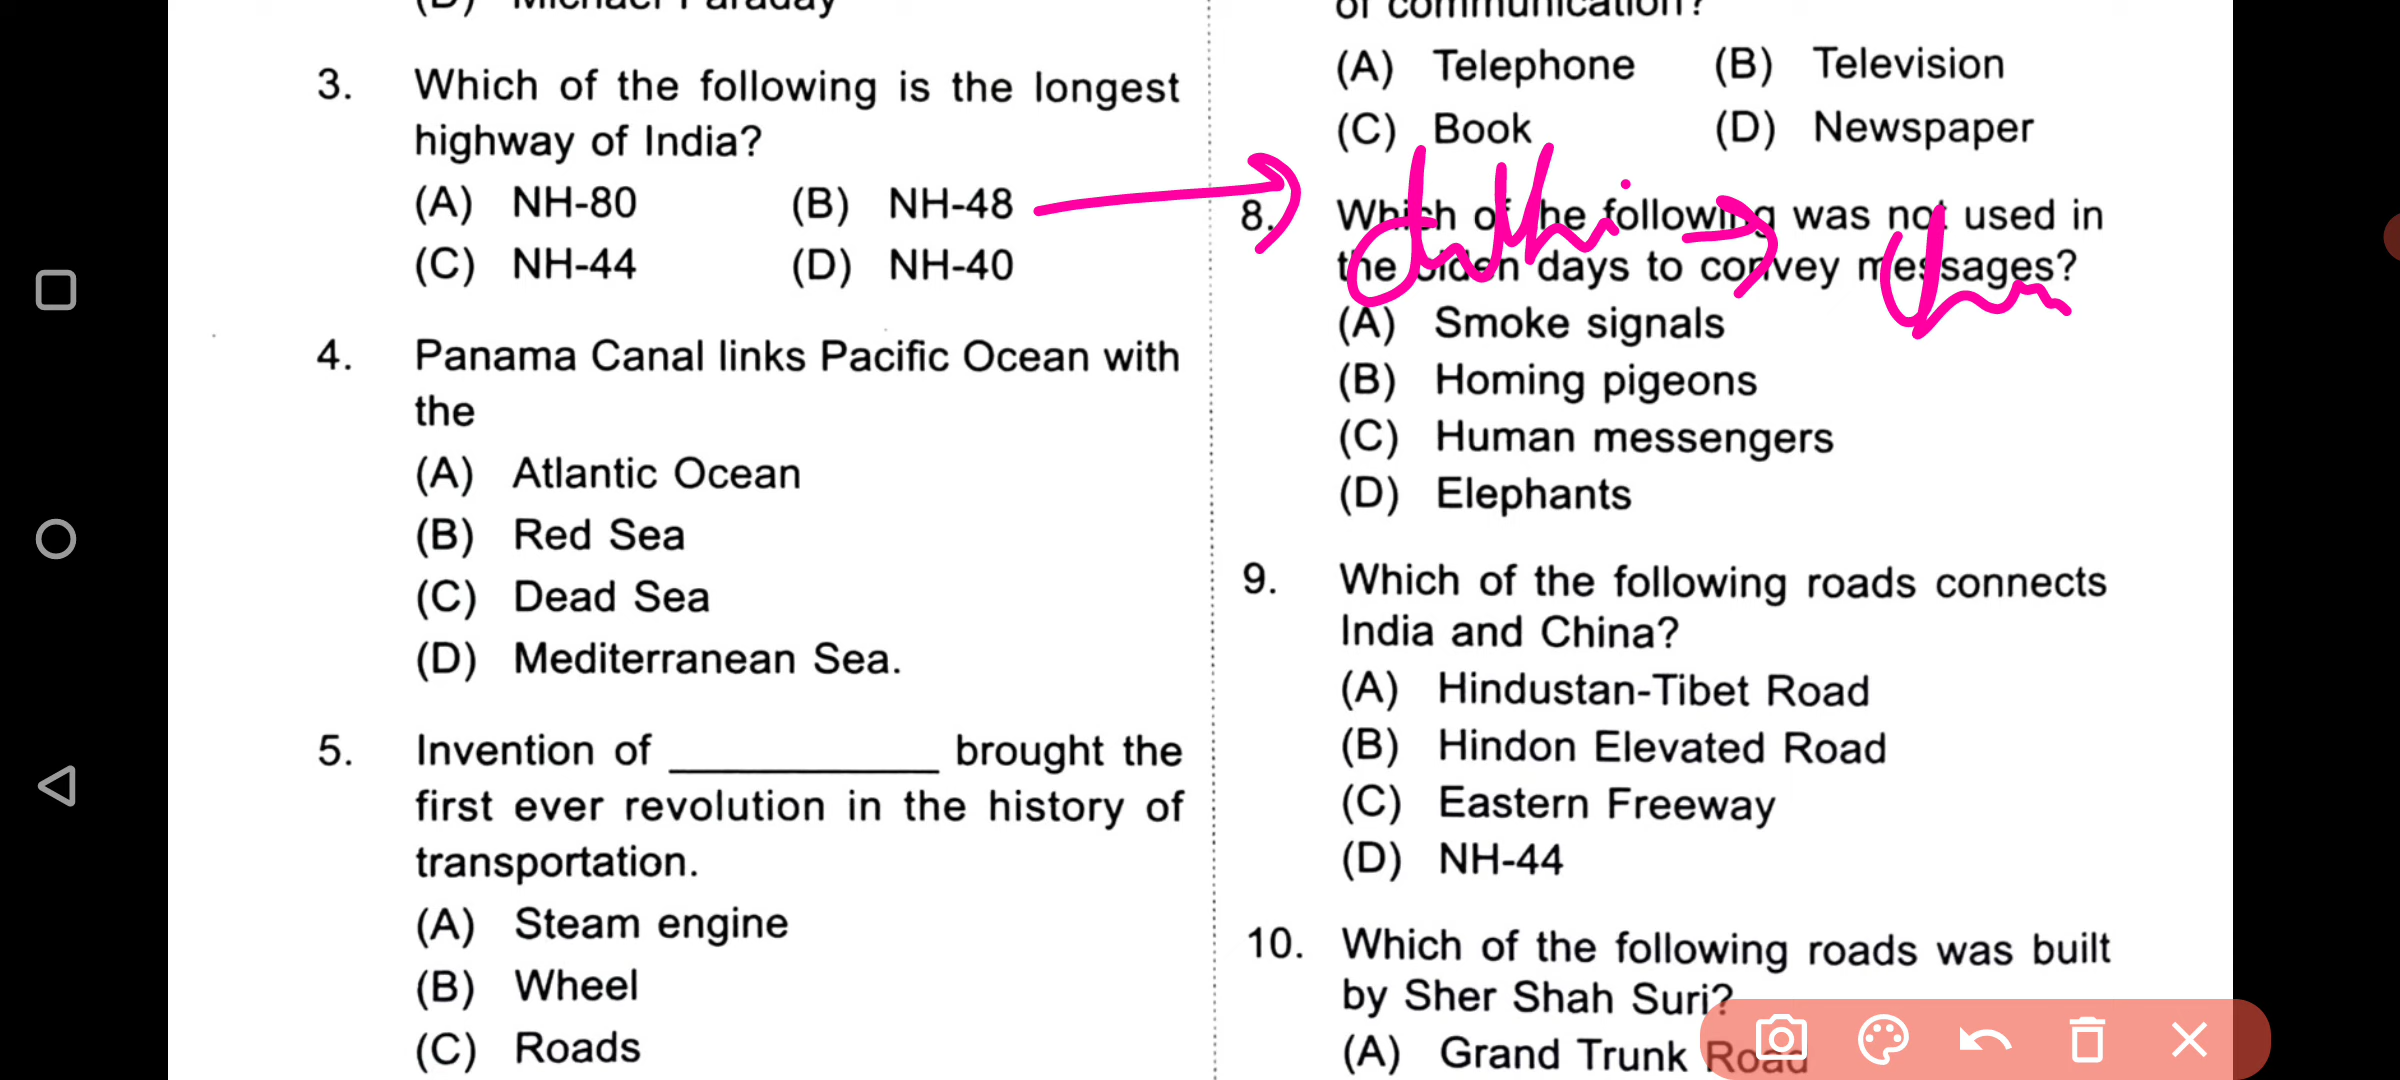 3. Which of the following is the longest
highway of India?
(A) NH-80 (B) NH-48
(C) NH-44 (D) NH-40
4. Panama Canal links Pacific Ocean with
the
(A) Atlantic Ocean
(B) Red Sea
(C) Dead Sea
(D) Mediterranean Sea.
5. Invention of ____________ brought the
first ever revolution in the history of
transportation.
(A) Steam engine
(B) Wheel
(C) Roads
of communication?
(A) Telephone (B) Television
(C) Book (D) Newspaper
8. Which of the following was not used in
the olden days to convey messages?
(A) Smoke signals
(B) Homing pigeons
(C) Human messengers
(D) Elephants
9. Which of the following roads connects
India and China?
(A) Hindustan-Tibet Road
(B) Hindon Elevated Road
(C) Eastern Freeway
(D) NH-44
10. Which of the following roads was built
by Sher Shah Suri?
(A) Grand Trunk Road